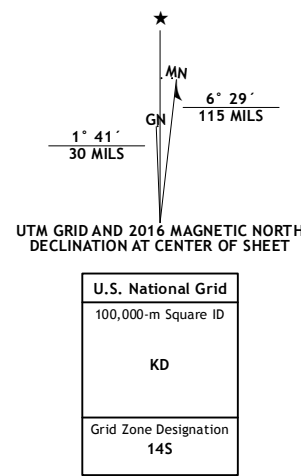 ★
MN
GN
6° 29´
115 MILS
1° 41´
30 MILS
UTM GRID AND 2016 MAGNETIC NORTH
DECLINATION AT CENTER OF SHEET
U.S. National Grid
100,000-m Square ID
KD
Grid Zone Designation
14S